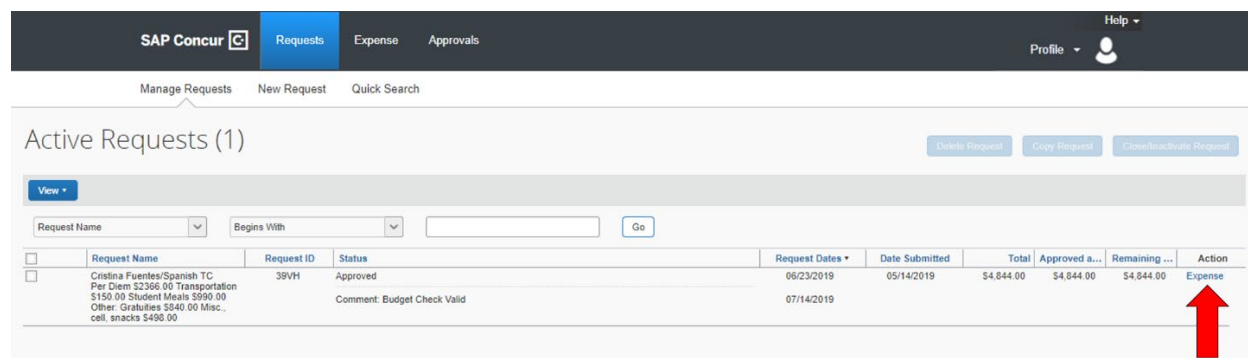 Help
SAP Concur C Requests Expense Approvals Profile
Manage Requests New Request Quick Search
Active Requests (1)
Delete Request Copy Request Close/Inactivate Request
View
Request Name Begins With Go
Request Name Request ID Status Request Dates Date Submitted Total Approved a... Remaining ... Action
Cristina Fuentes/Spanish TC 39VH Approved 06/23/2019 05/14/2019 $4,844.00 $4,844.00 $4,844.00 Expense
Per Diem $2366.00 Transportation
$150.00 Student Meals $990.00 Comment: Budget Check Valid 07/14/2019
Other: Gratuities $840.00 Misc.,
cell, snacks $498.00